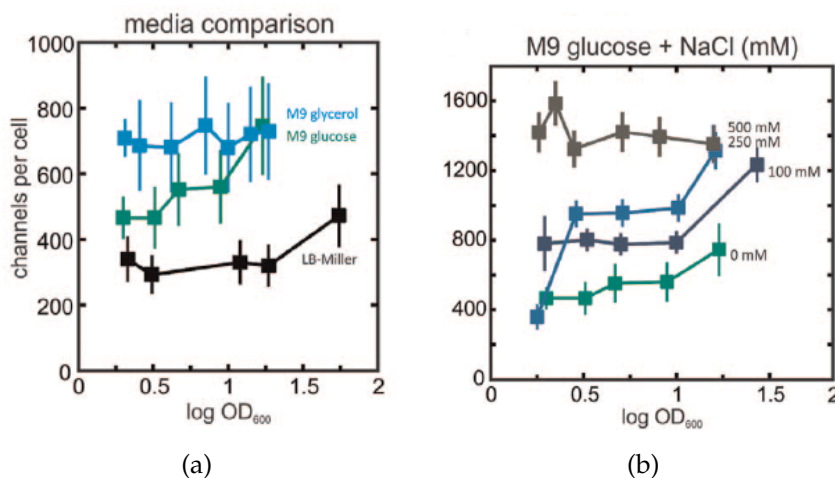 media comparison
1000
800
600
400
200
0
channels per cell
M9 glycerol
M9 glucose
LB-Miller
0
0.5
1
1.5
2
log OD600
(a)
M9 glucose + NaCl (mM)
1600
1200
800
400
0
500 mM
250 mM
100 mM
0 mM
0.5
1.0
1.5
2
log OD600
(b)